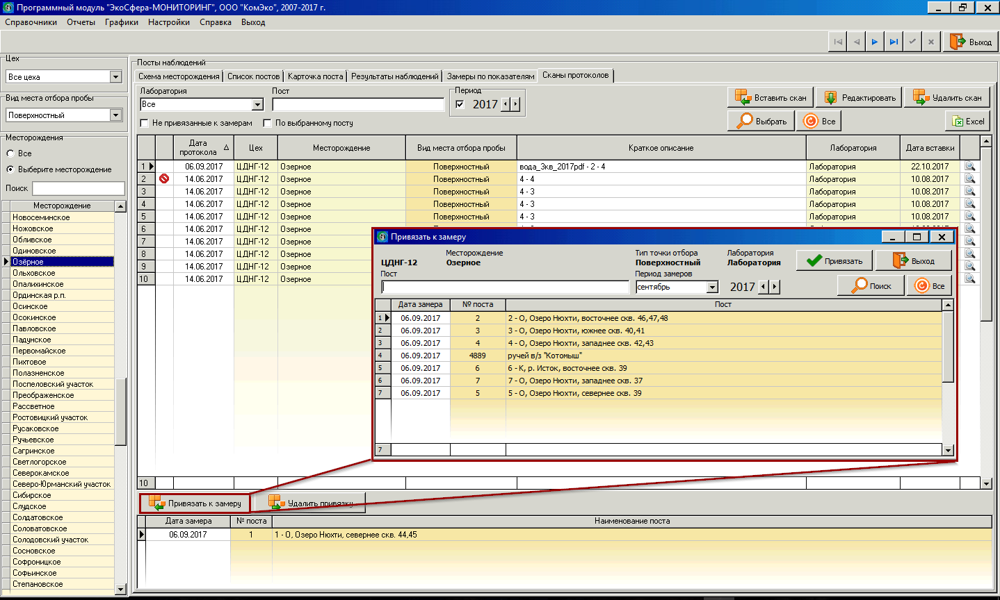 Программный модуль "ЭкоСфера-МОНИТОРИНГ", ООО "КомЭко", 2007-2017 г.
Справочники Отчеты Графики Настройки Справка Выход
Выход
Цех
Все цеха
Вид места отбора пробы
Поверхностный
Месторождения
Все
Выберите месторождение
Поиск
Месторождение
Новосеминское
Ножовское
Обливское
Одиновское
Озёрное
Ольховское
Опалихинское
Ординская р.п.
Осинское
Осокинское
Павловское
Падунское
Первомайское
Пихтовое
Полазненское
Поспеловский участок
Преображенское
Рассветное
Ростовицкий участок
Русаковское
Ручьевское
Сагринское
Светлогорское
Северокамское
Северо-Юрманский участок
Сибирское
Слудское
Солдатовское
Соловатовское
Солодовский участок
Сосновское
Софроницкое
Софьинское
Степановское
Посты наблюдений
Схема месторождения Список постов Карточка поста Результаты наблюдений Замеры по показателям Сканы протоколов
Лаборатория Пост Период
Все 2017
Не привязанные к замерам По выбранному посту
Вставить скан Редактировать Удалить скан
Выбрать Все Excel
Дата протокола Цех Месторождение Вид места отбора пробы Краткое описание Лаборатория Дата вставки
1 06.09.2017 ЦДНГ-12 Озерное Поверхностный вода_3кв_2017pdf - 2 - 4 Лаборатория 22.10.2017
2 14.06.2017 ЦДНГ-12 Озерное Поверхностный 4 - 4 Лаборатория 10.08.2017
3 14.06.2017 ЦДНГ-12 Озерное Поверхностный 4 - 3 Лаборатория 10.08.2017
4 14.06.2017 ЦДНГ-12 Озерное Поверхностный 4 - 3 Лаборатория 10.08.2017
5 14.06.2017 ЦДНГ-12 Озерное Поверхностный 4 - 3 Лаборатория 10.08.2017
6 14.06.2017 ЦДНГ-12 Озерное
7 14.06.2017 ЦДНГ-12 Озерное
8 14.06.2017 ЦДНГ-12 Озерное
9 14.06.2017 ЦДНГ-12 Озерное
10 14.06.2017 ЦДНГ-12 Озерное
10
Привязать к замеру
Месторождение Тип точки отбора Лаборатория
ЦДНГ-12 Озерное Поверхностный Лаборатория
Привязать Выход
Пост Период замеров
сентябрь 2017
Поиск Все
Дата замера № поста Пост
1 06.09.2017 2 2 - О, Озеро Нюхти, восточнее скв. 46,47,48
2 06.09.2017 3 3 - О, Озеро Нюхти, южнее скв. 40,41
3 06.09.2017 4 4 - О, Озеро Нюхти, западнее скв. 42,43
4 06.09.2017 4889 ручей в/з "Котомыш"
5 06.09.2017 6 6 - К, р. Исток, восточнее скв. 39
6 06.09.2017 7 7 - О, Озеро Нюхти, западнее скв. 37
7 06.09.2017 5 5 - О, Озеро Нюхти, севернее скв. 39
7
Привязать к замеру Удалить привязку
Дата замера № поста Наименование поста
06.09.2017 1 1 - О, Озеро Нюхти, севернее скв. 44,45